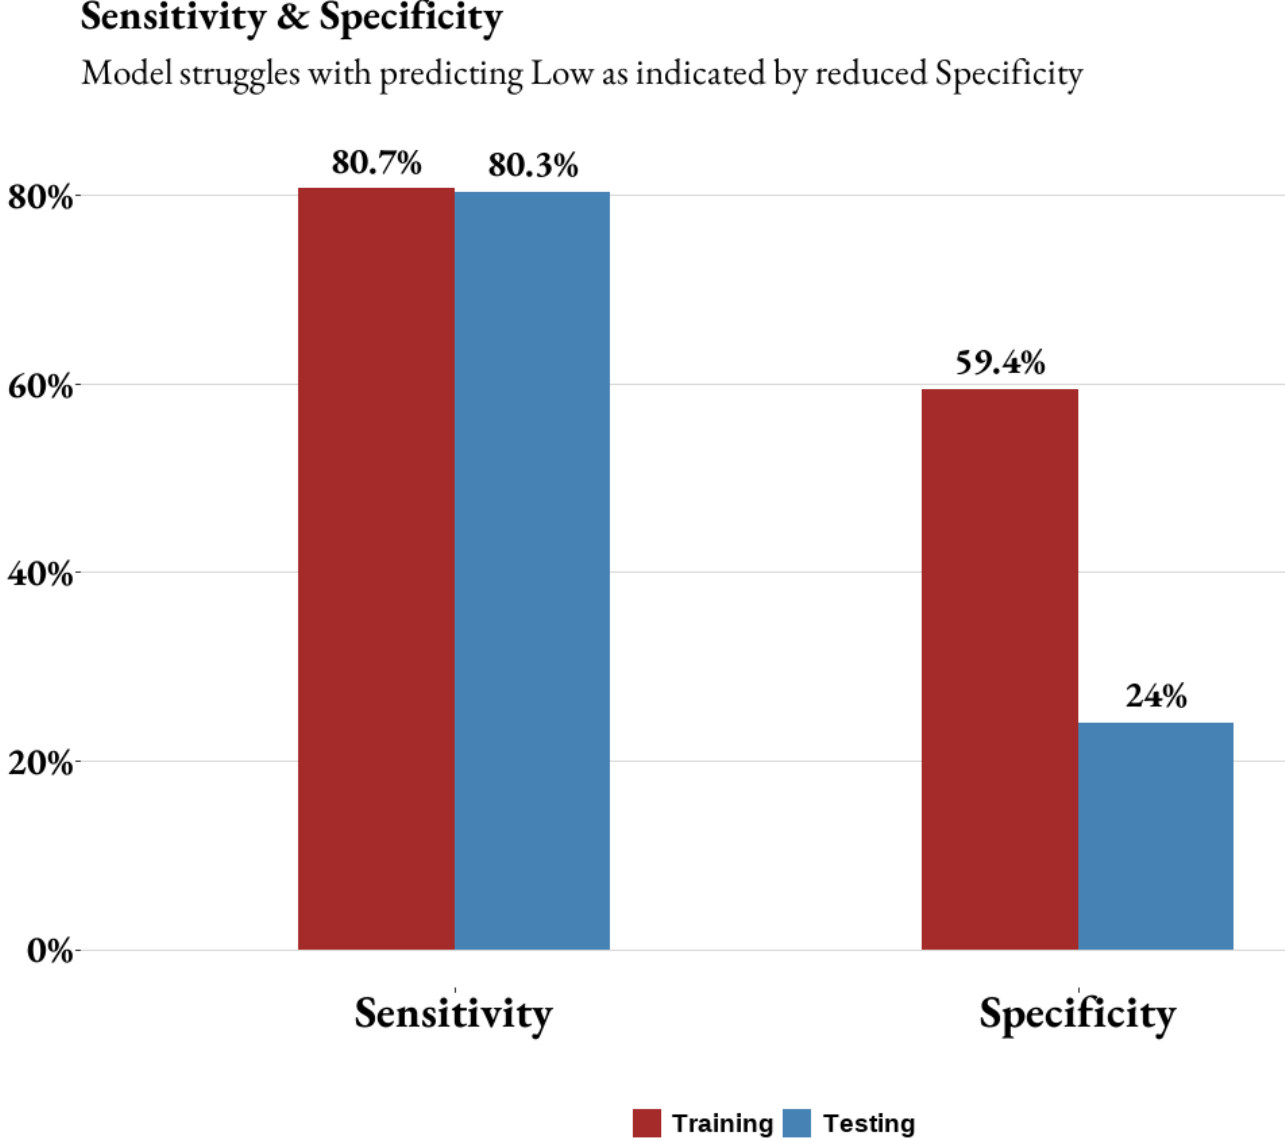 Sensitivity & Specificity
Model struggles with predicting Low as indicated by reduced Specificity
80.7% 80.3%
80%
59.4%
60%
40%
24%
20%
0%
Sensitivity Specificity
Training Testing